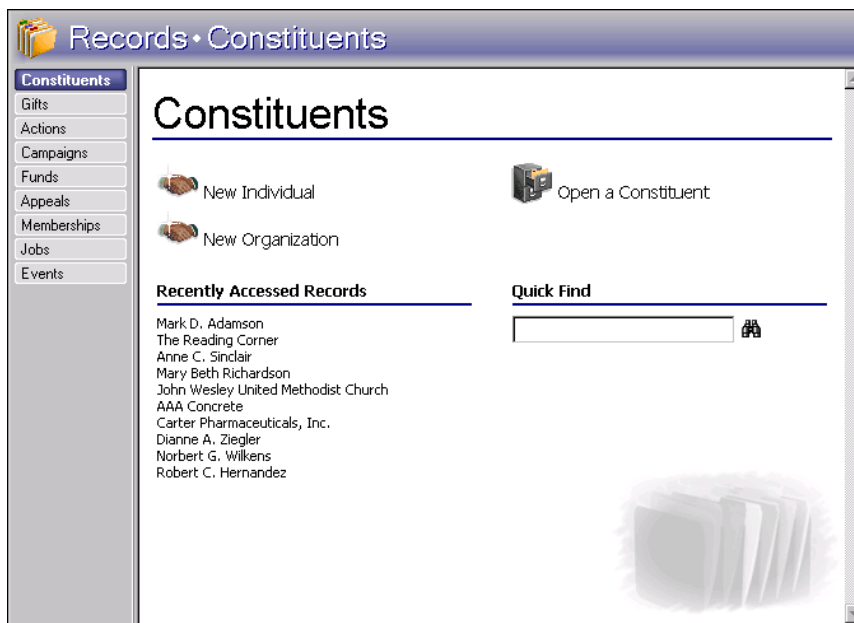 Records • Constituents
Constituents
Gifts
Actions
Campaigns
Funds
Appeals
Memberships
Jobs
Events
Constituents
New Individual
Open a Constituent
New Organization
Recently Accessed Records
Mark D. Adamson
The Reading Corner
Anne C. Sinclair
Mary Beth Richardson
John Wesley United Methodist Church
AAA Concrete
Carter Pharmaceuticals, Inc.
Dianne A. Ziegler
Norbert G. Wilkens
Robert C. Hernandez
Quick Find